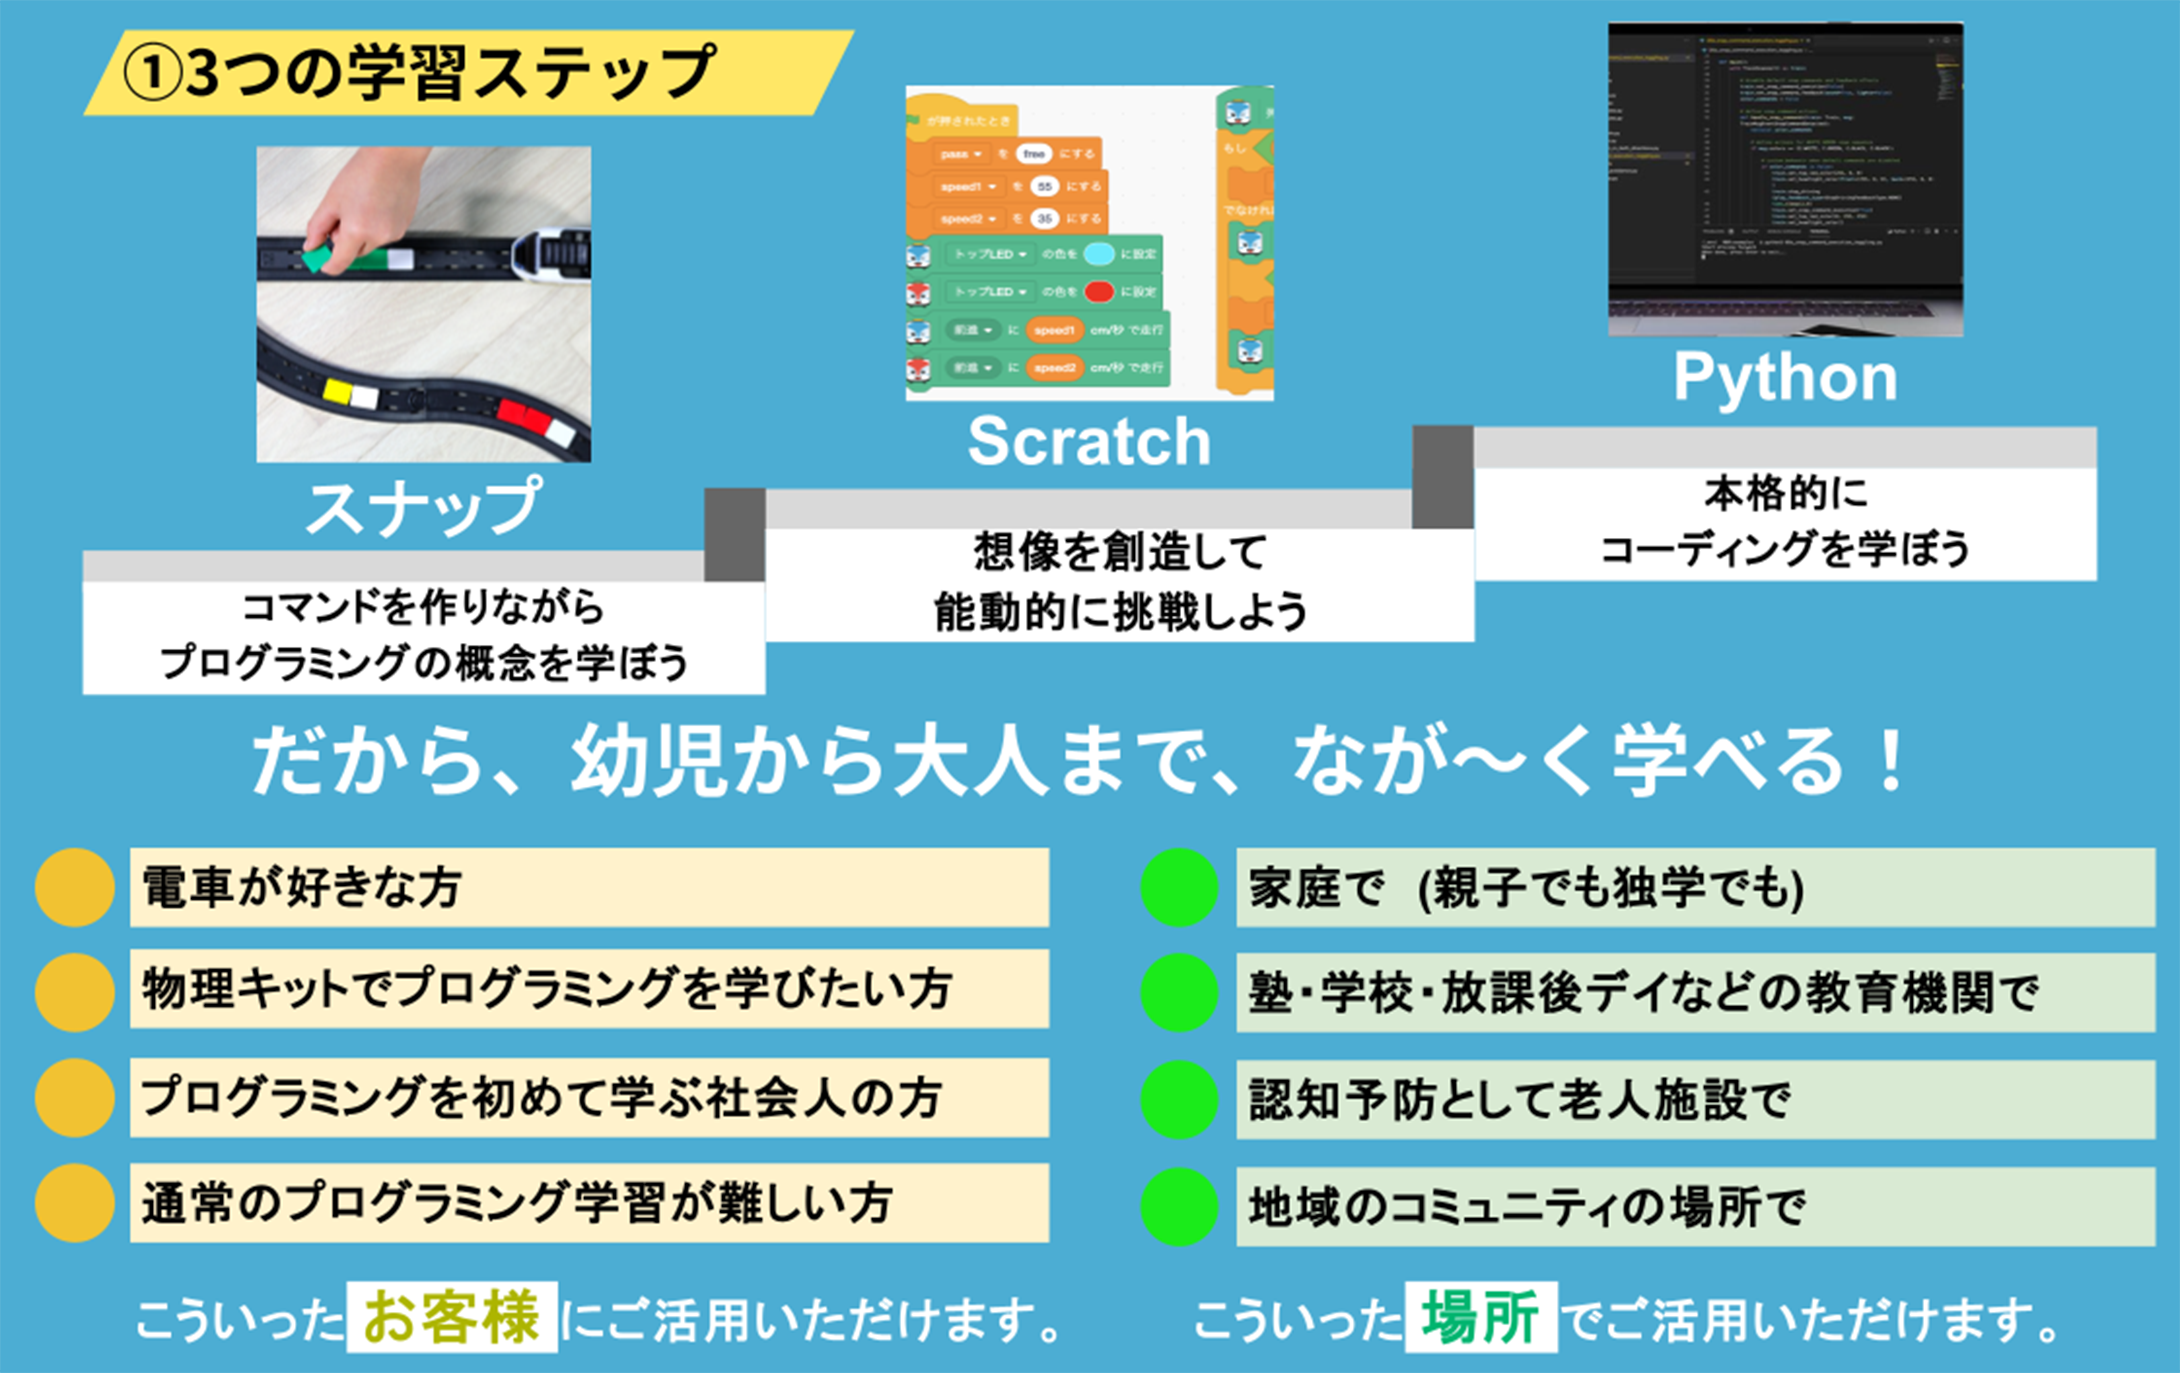 ①3つの学習ステップ
スナップ
コマンドを作りながら
プログラミングの概念を学ぼう
が押されたとき
pass を free にする
speed1 を 55 にする
speed2 を 35 にする
トップLED の色を に設定
トップLED の色を に設定
前進 に speed1 cm/秒 で走行
前進 に speed2 cm/秒 で走行
もし
でなければ
Scratch
想像を創造して
能動的に挑戦しよう
Python
本格的に
コーディングを学ぼう
だから、幼児から大人まで、なが〜く学べる！
電車が好きな方
物理キットでプログラミングを学びたい方
プログラミングを初めて学ぶ社会人の方
通常のプログラミング学習が難しい方
こういった お客様 にご活用いただけます。
家庭で (親子でも独学でも)
塾・学校・放課後デイなどの教育機関で
認知予防として老人施設で
地域のコミュニティの場所で
こういった 場所 でご活用いただけます。